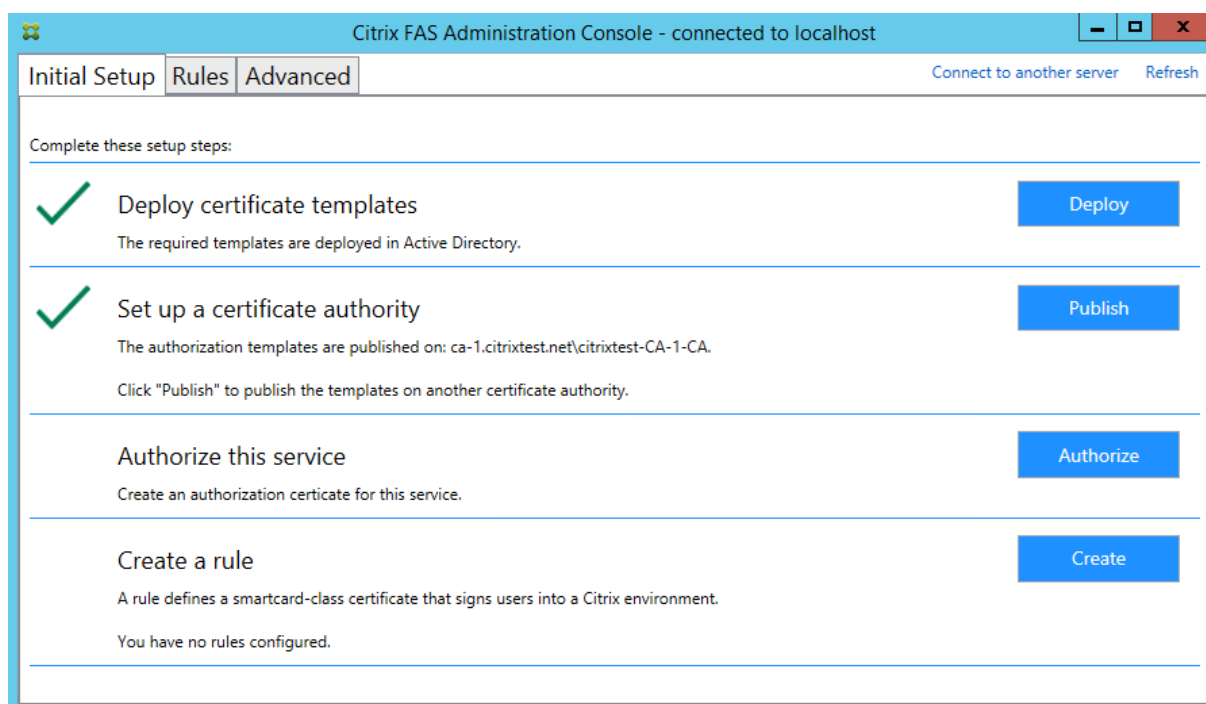 Citrix FAS Administration Console - connected to localhost
Initial Setup Rules Advanced Connect to another server Refresh
Complete these setup steps:
Deploy certificate templates
Deploy
The required templates are deployed in Active Directory.
Set up a certificate authority
Publish
The authorization templates are published on: ca-1.citrixtest.net\citrixtest-CA-1-CA.
Click "Publish" to publish the templates on another certificate authority.
Authorize this service
Authorize
Create an authorization certicate for this service.
Create a rule
Create
A rule defines a smartcard-class certificate that signs users into a Citrix environment.
You have no rules configured.